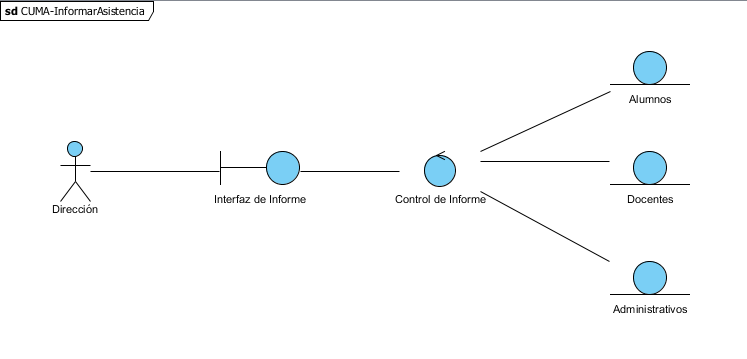 sd CUMA-InformarAsistencia
Alumnos
Dirección
Interfaz de Informe
Control de Informe
Docentes
Administrativos